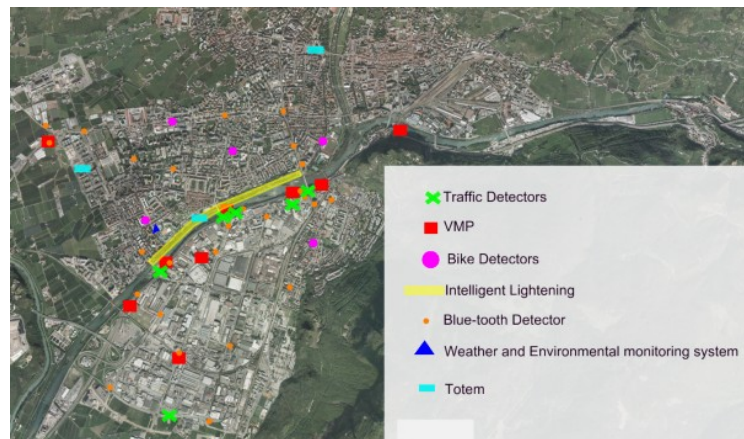 Traffic Detectors
VMP
Bike Detectors
Intelligent Lightening
Blue-tooth Detector
Weather and Environmental monitoring system
Totem